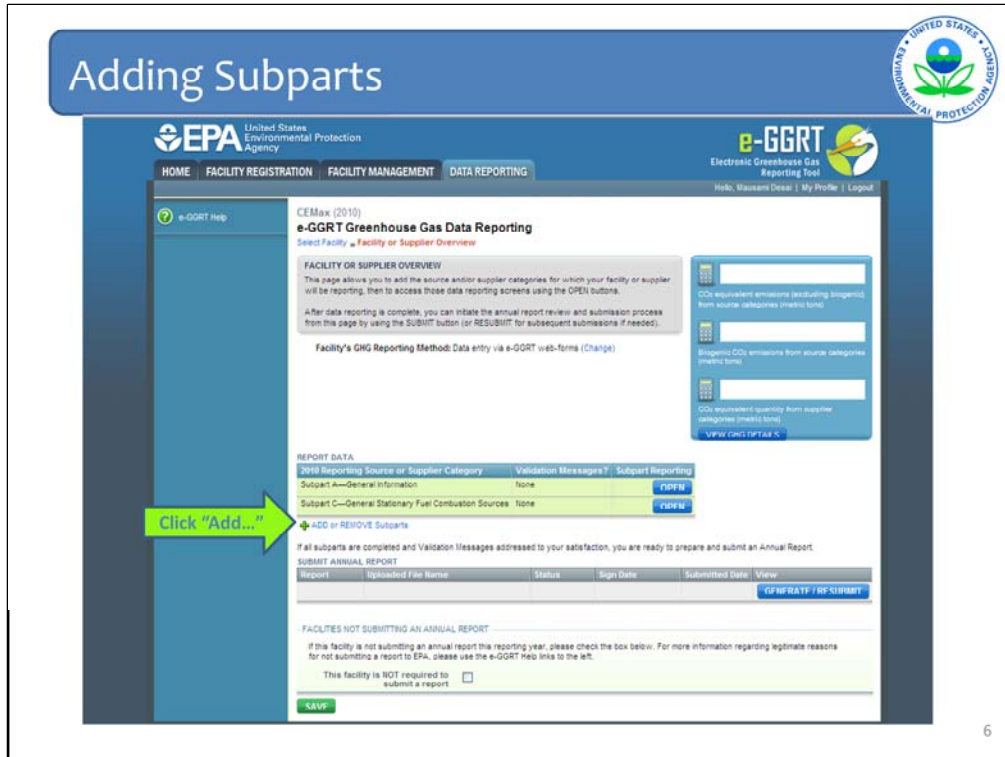 Adding Subparts
UNITED STATES
ENVIRONMENTAL PROTECTION AGENCY
EPA United States
Environmental Protection
Agency
e-GGRT
Electronic Greenhouse Gas
Reporting Tool
HOME FACILITY REGISTRATION FACILITY MANAGEMENT DATA REPORTING
Hello, Mausami Desai | My Profile | Logout
e-GGRT Help
CEMax (2010)
e-GGRT Greenhouse Gas Data Reporting
Select Facility Facility or Supplier Overview
FACILITY OR SUPPLIER OVERVIEW
This page allows you to add the source and/or supplier categories for which your facility or supplier
will be reporting, then to access those data reporting screens using the OPEN buttons.
After data reporting is complete, you can initiate the annual report review and submission process
from this page by using the SUBMIT button (or RESUBMIT for subsequent submissions if needed).
Facility's GHG Reporting Method: Data entry via e-GGRT web-forms (Change)
CO2 equivalent emissions (excluding biogenic)
from source categories (metric tons)
Biogenic CO2 emissions from source categories
(metric tons)
CO2 equivalent quantity from supplier
categories (metric tons)
VIEW GHG DETAILS
REPORT DATA
2010 Reporting Source or Supplier Category Validation Messages? Subpart Reporting
Subpart A—General Information None OPEN
Subpart C—General Stationary Fuel Combustion Sources None OPEN
Click "Add..."
ADD or REMOVE Subparts
If all subparts are completed and Validation Messages addressed to your satisfaction, you are ready to prepare and submit an Annual Report.
SUBMIT ANNUAL REPORT
Report Uploaded File Name Status Sign Date Submitted Date View
GENERATE / RESUBMIT
FACILITIES NOT SUBMITTING AN ANNUAL REPORT
If this facility is not submitting an annual report this reporting year, please check the box below. For more information regarding legitimate reasons
for not submitting a report to EPA, please use the e-GGRT Help links to the left.
This facility is NOT required to
submit a report
SAVE
6